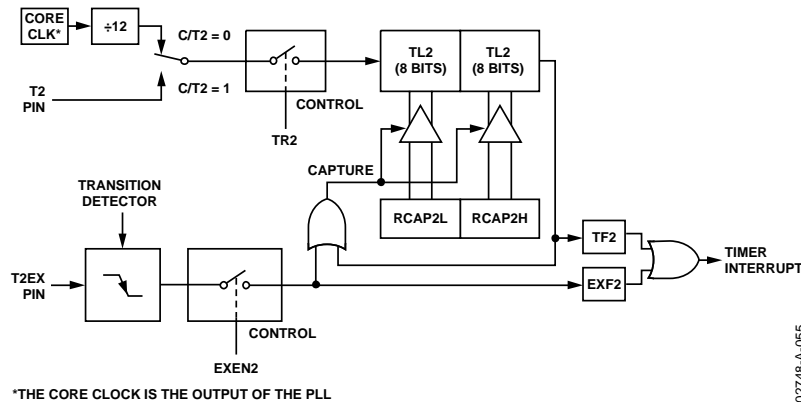 CORE
CLK*
÷12
C/T2 = 0
C/T2 = 1
T2
PIN
CONTROL
TR2
TL2
(8 BITS)
TL2
(8 BITS)
CAPTURE
TRANSITION
DETECTOR
RCAP2L
RCAP2H
TF2
TIMER
INTERRUPT
T2EX
PIN
EXF2
CONTROL
EXEN2
*THE CORE CLOCK IS THE OUTPUT OF THE PLL
02748-A-055